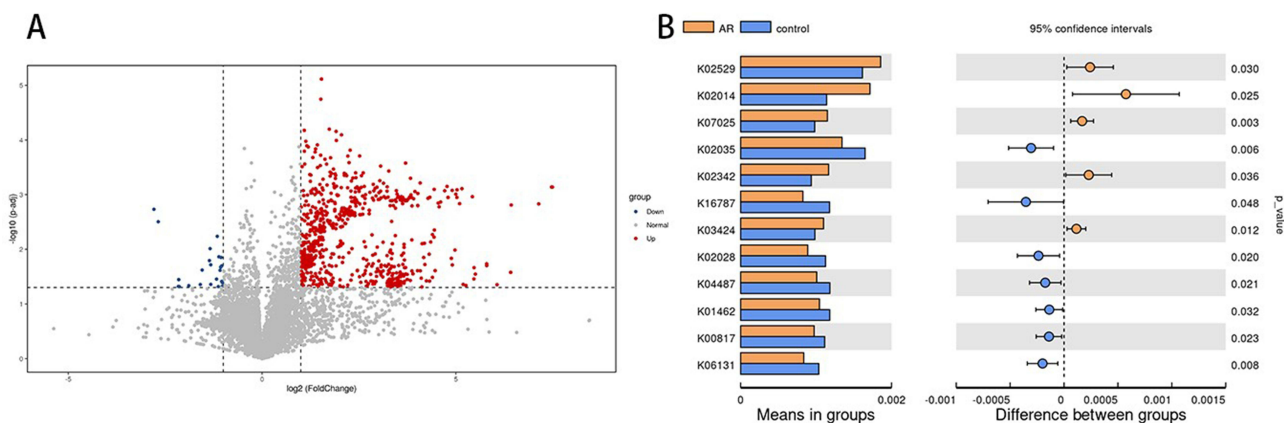 A
-log10 (p-adj)
5
4
3
2
1
0
-5
0
5
log2 (FoldChange)
group
Down
Normal
Up
B
AR
control
95% confidence intervals
K02529
0.030
K02014
0.025
K07025
0.003
K02035
0.006
K02342
0.036
K16787
0.048
K03424
0.012
K02028
0.020
K04487
0.021
K01462
0.032
K00817
0.023
K06131
0.008
p_value
0
0.002
-0.001
-0.0005
0
0.0005
0.001
0.0015
Means in groups
Difference between groups